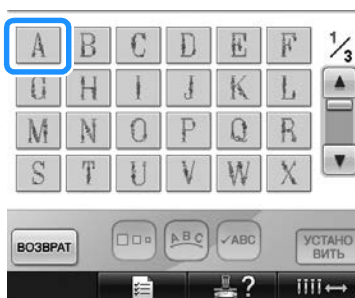 A B C D E F 1/3
G H I J K L
M N O P Q R
S T U V W X
ВОЗВРАТ ABC ✓ABC УСТАНО
ВИТЬ
?